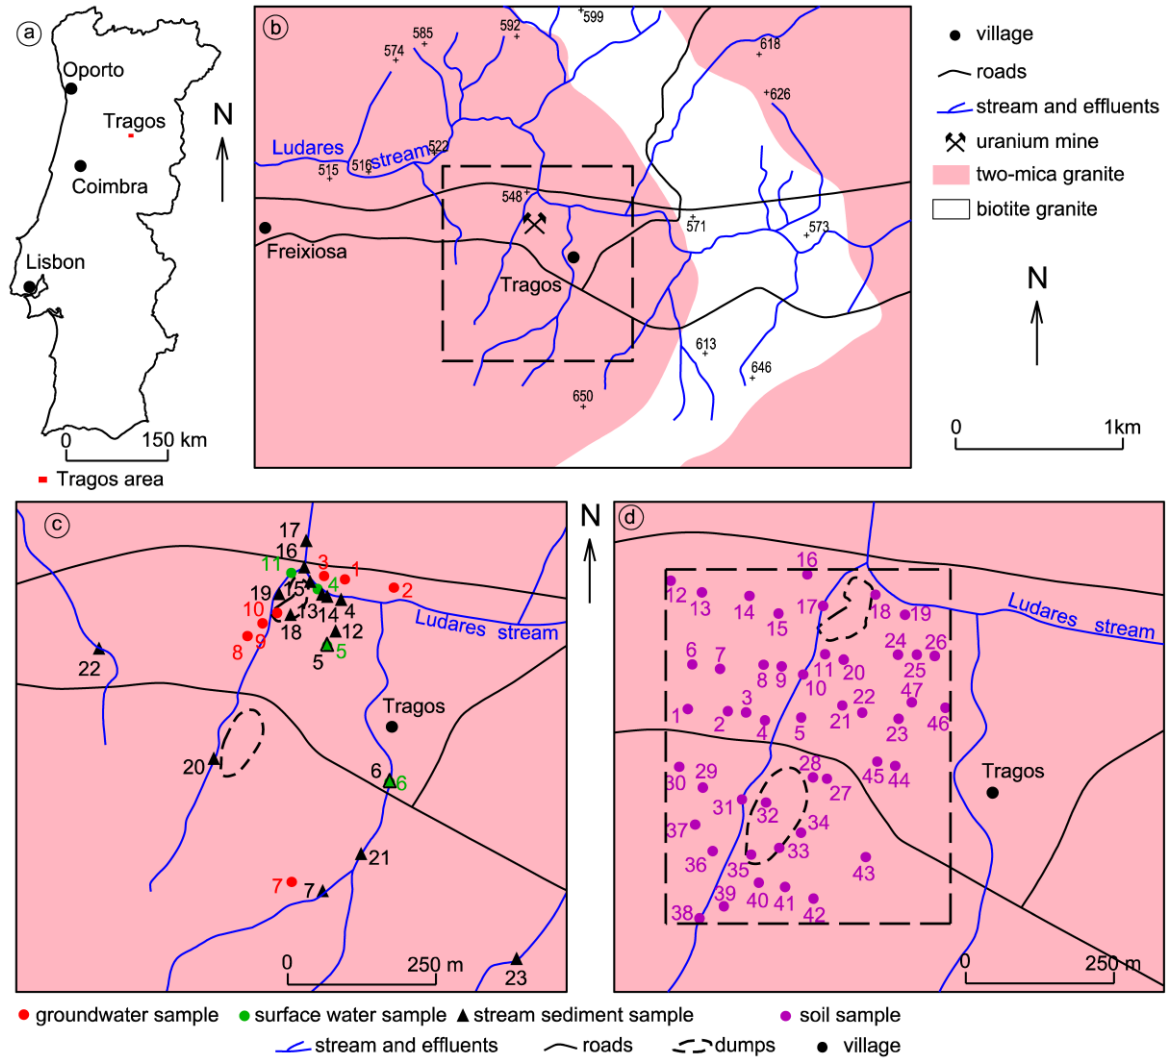 a
Oporto
Tragos
N
Coimbra
Lisbon
0 150 km
Tragos area
b
599
592
585
574
618
626
Ludares stream
522
516
515
548
571
573
Freixiosa
Tragos
613
646
650
village
roads
stream and effluents
uranium mine
two-mica granite
biotite granite
N
0 1km
c
17
16
11
3
1
15
4
2
19
10
13
14
4
18
12
Ludares stream
9
8
5
5
22
Tragos
20
6
6
21
7
7
23
0 250 m
N
d
16
12
13
14
17
18
15
19
Ludares stream
6
7
8
9
11
20
24
25
26
10
47
22
1
2
3
4
5
21
23
46
28
45
44
30
29
27
Tragos
31
32
37
34
36
35
33
43
40
41
42
39
38
0 250 m
groundwater sample
surface water sample
stream sediment sample
soil sample
stream and effluents
roads
dumps
village